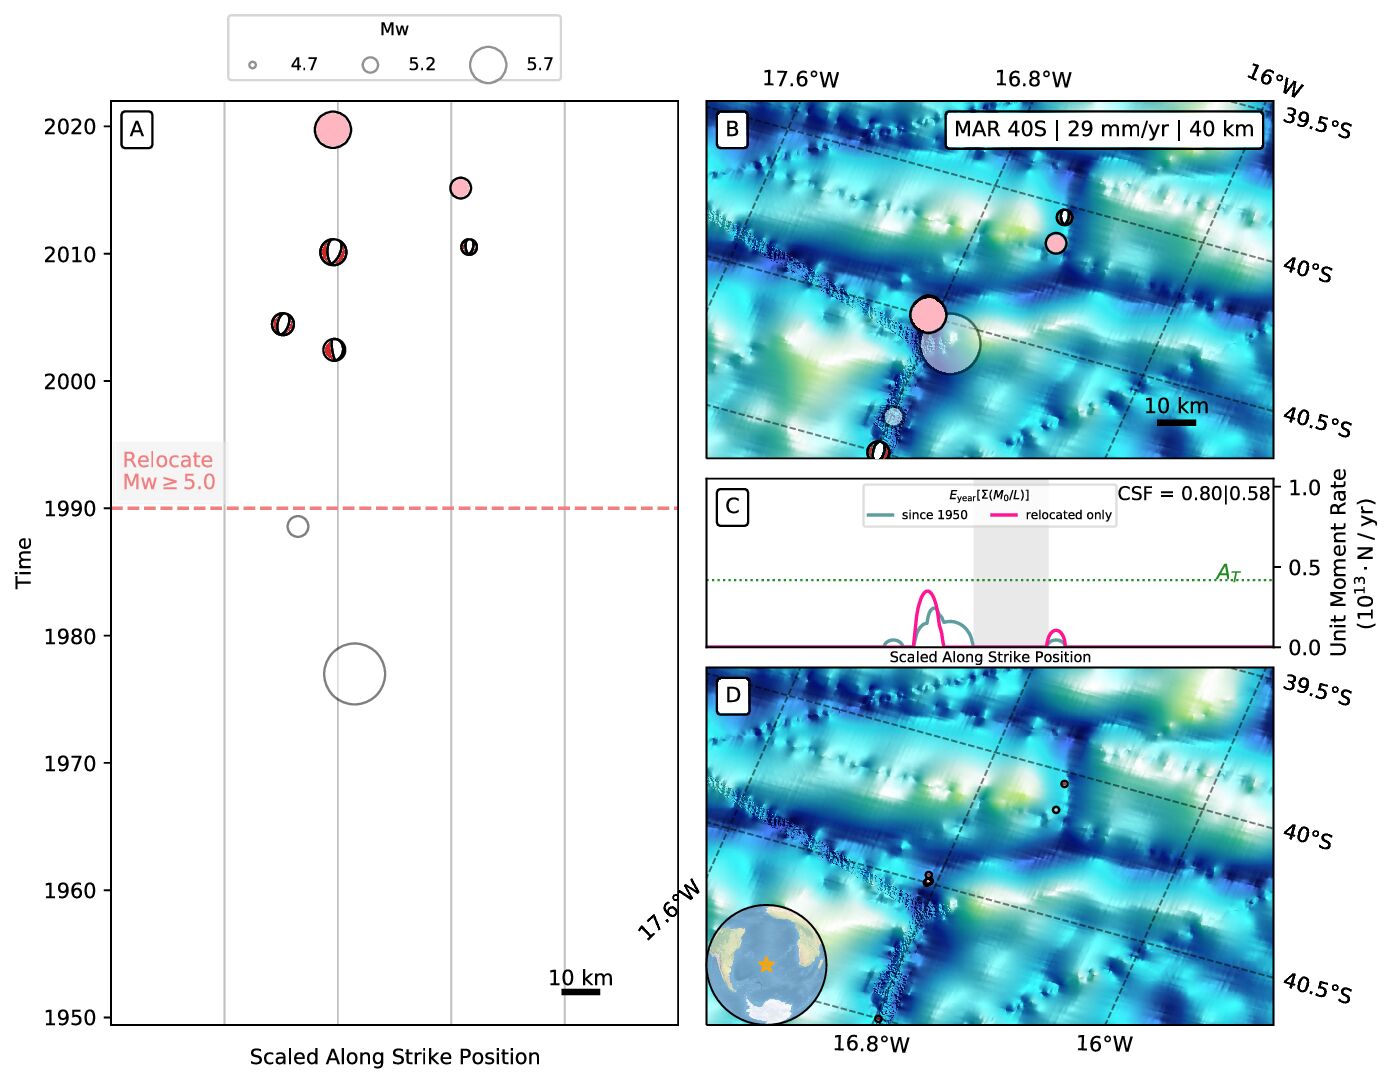 Mw
4.7 5.2 5.7
A
2020
2010
2000
1990
1980
1970
1960
1950
Time
Relocate
Mw ≥ 5.0
10 km
Scaled Along Strike Position
17.6°W 16.8°W 16°W
B
MAR 40S | 29 mm/yr | 40 km
39.5°S
40°S
40.5°S
10 km
C
E_year[Σ(M_0/L)]
since 1950 relocated only
CSF = 0.80|0.58
A_T
1.0
0.5
0.0
Unit Moment Rate
(10^13 · N / yr)
Scaled Along Strike Position
D
39.5°S
40°S
40.5°S
17.6°W
16.8°W 16°W